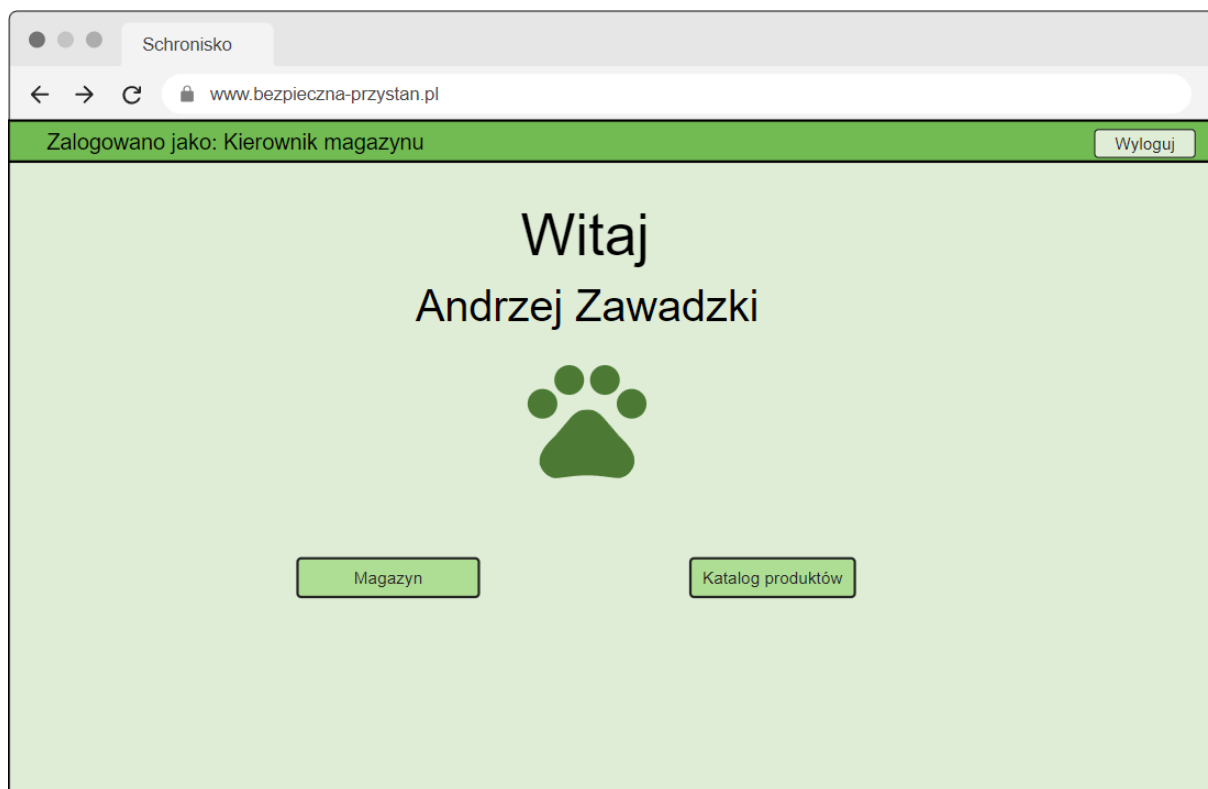 Schronisko
www.bezpieczna-przystan.pl
Zalogowano jako: Kierownik magazynu
Wyloguj
Witaj
Andrzej Zawadzki
Magazyn
Katalog produktów